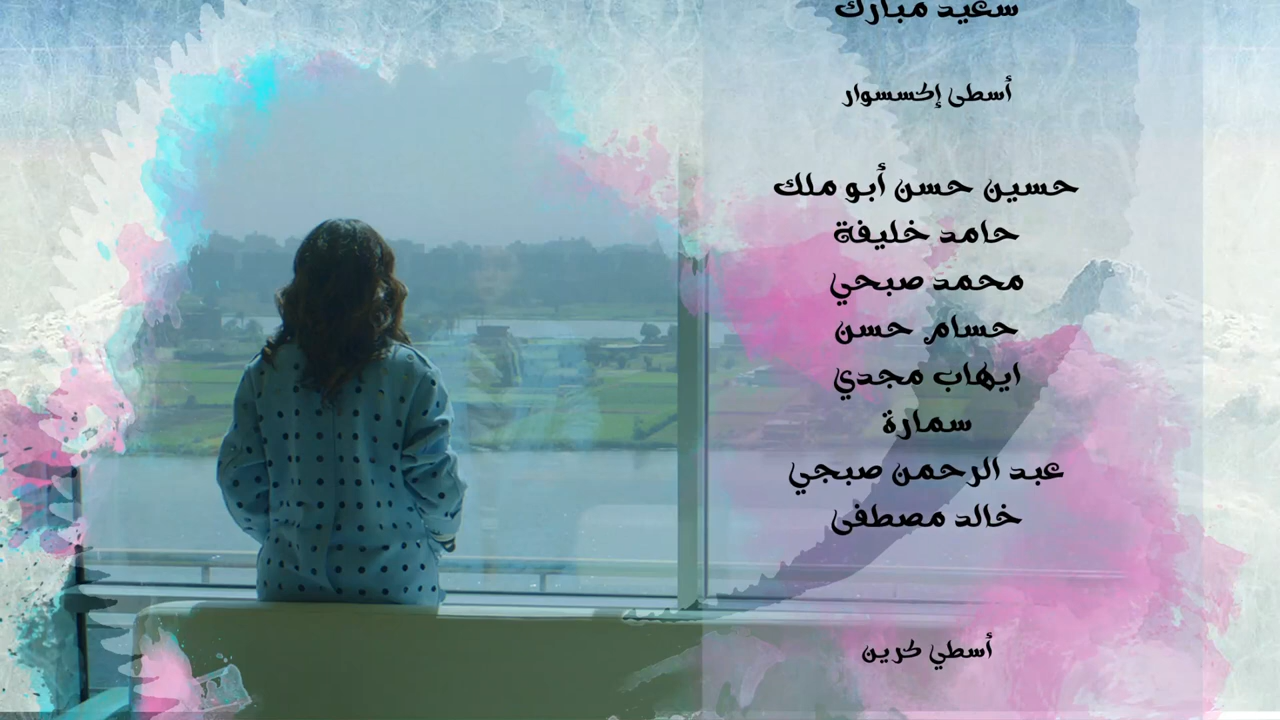 سعيد مبارك
أسطى إكسسوار
حسين حسن أبو ملك
حامد خليفة
محمد صبحي
حسام حسن
ايهاب مجدي
سمارة
عبد الرحمن صبجي
خالد مصطفى
أسطي كرين